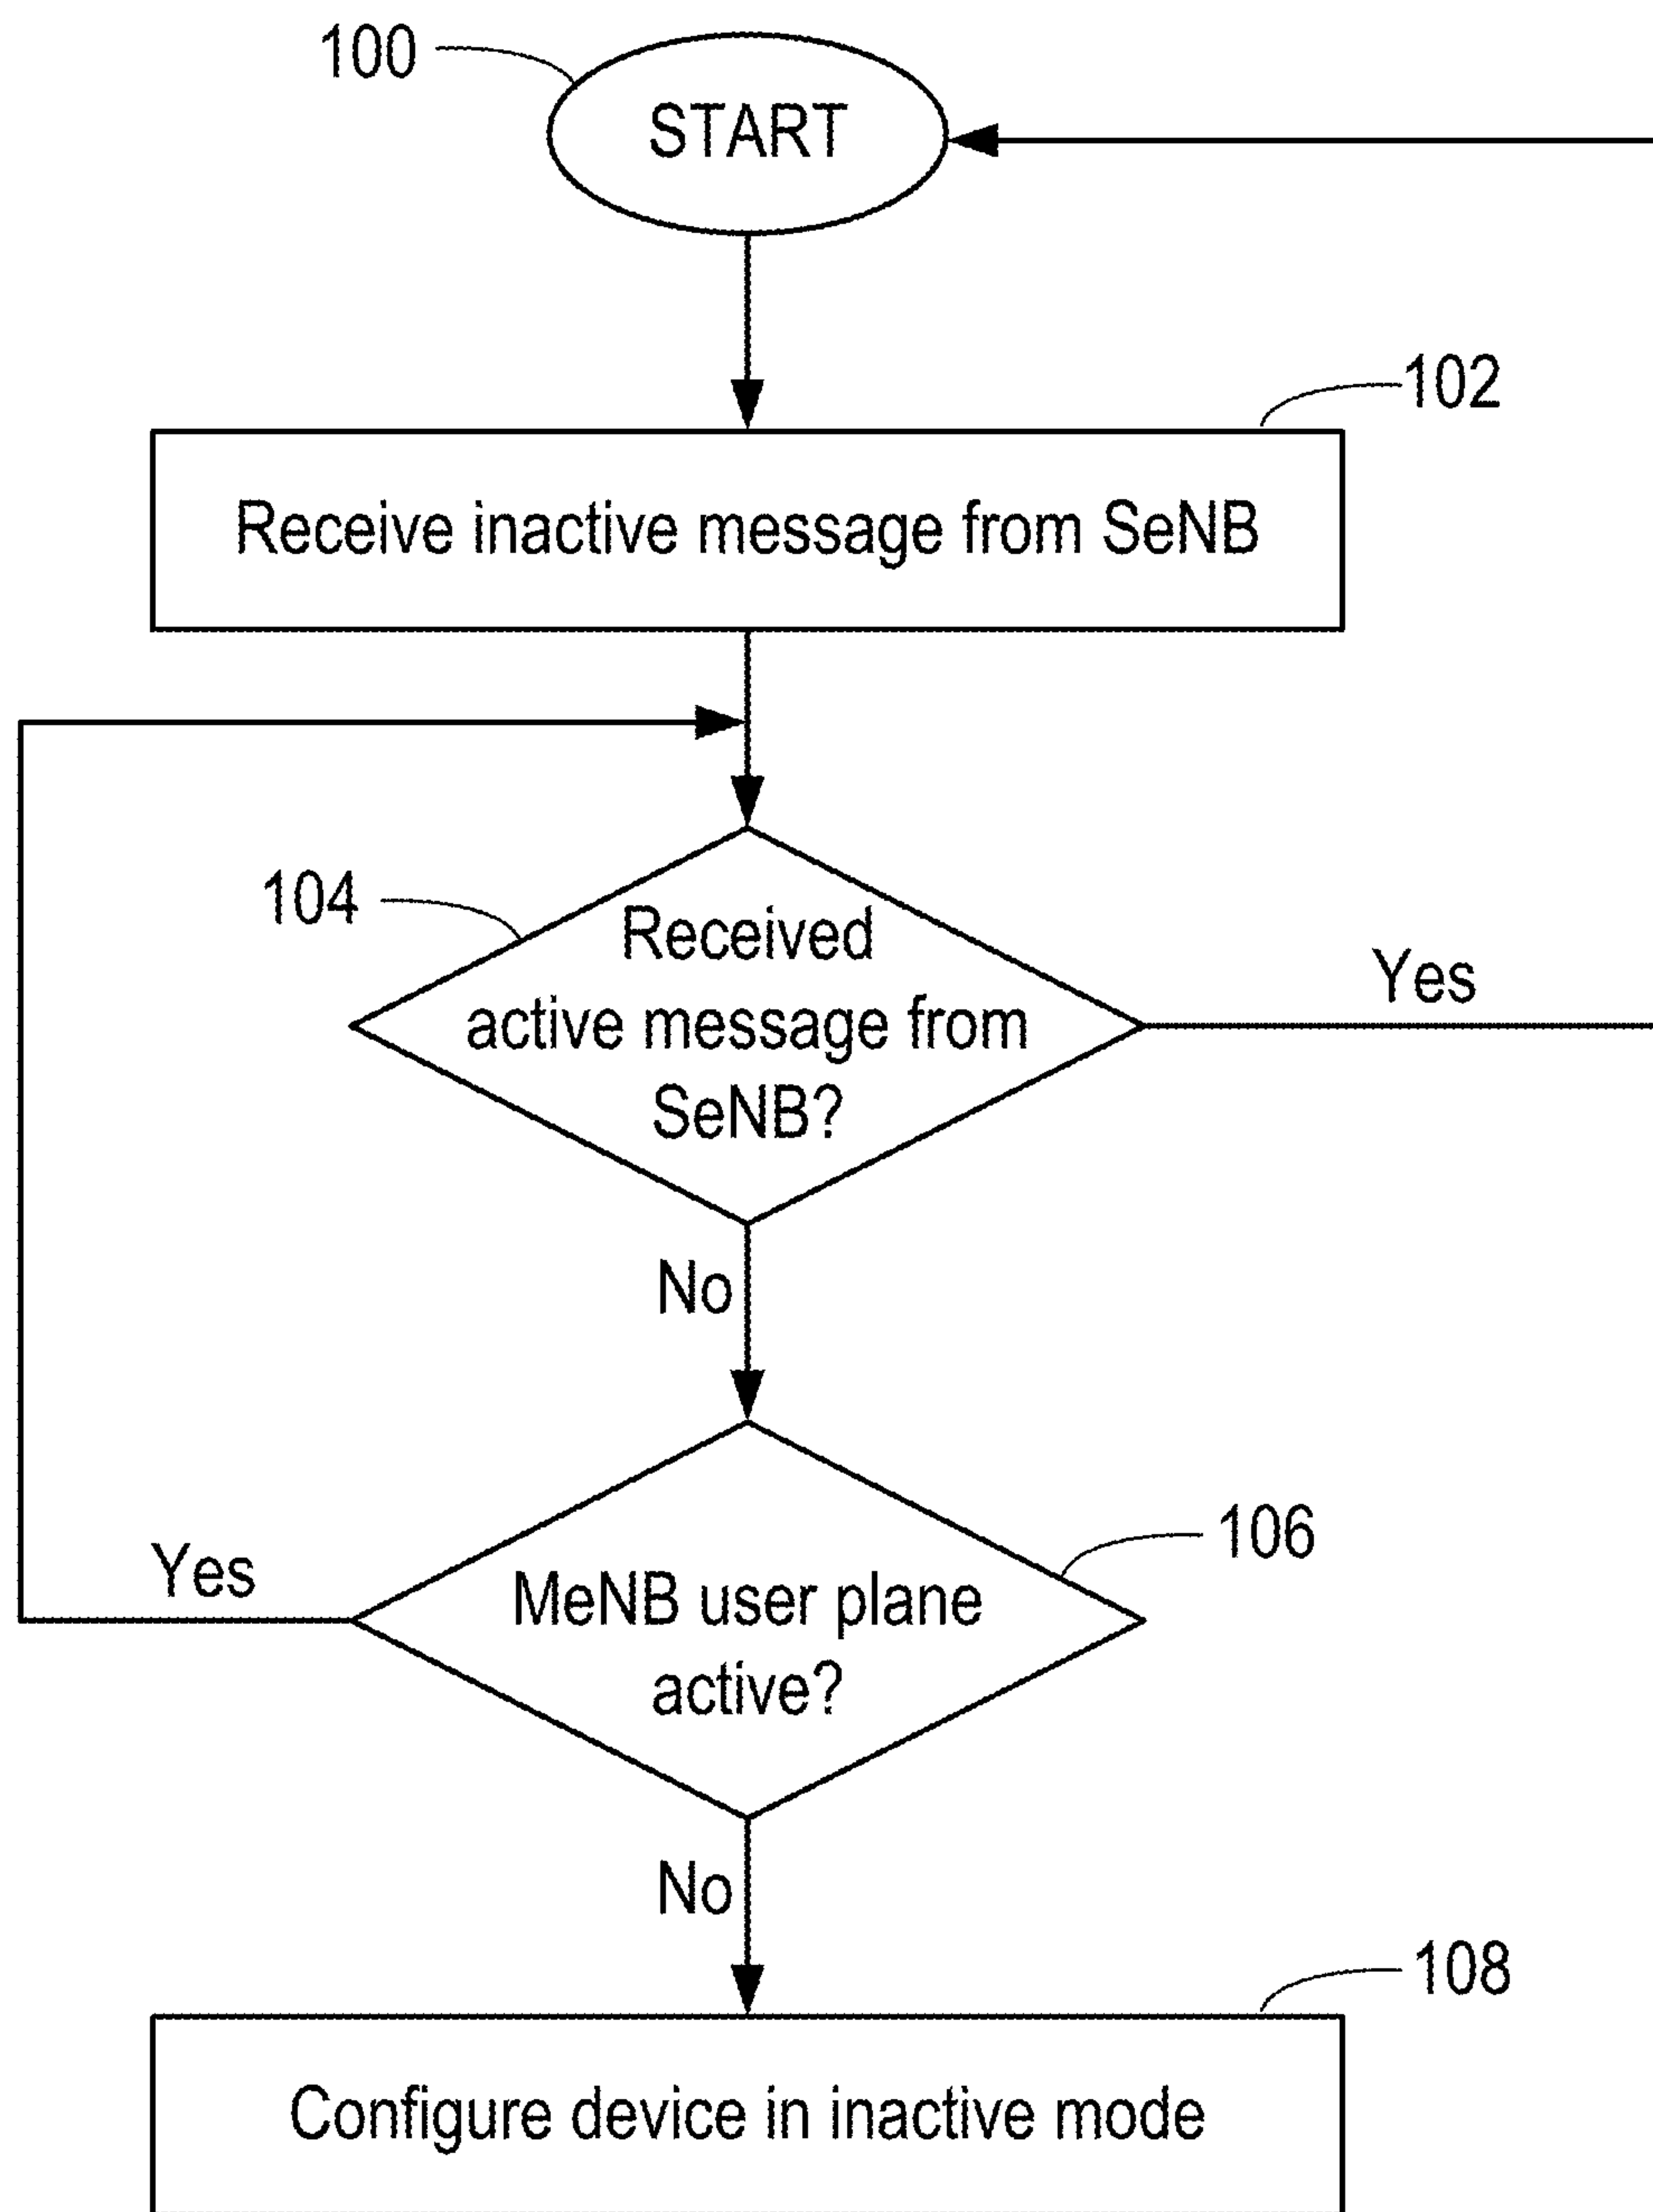 100
START
102
Receive inactive message from SeNB
104
Received
active message from
SeNB?
Yes
No
106
Yes
MeNB user plane
active?
No
108
Configure device in inactive mode